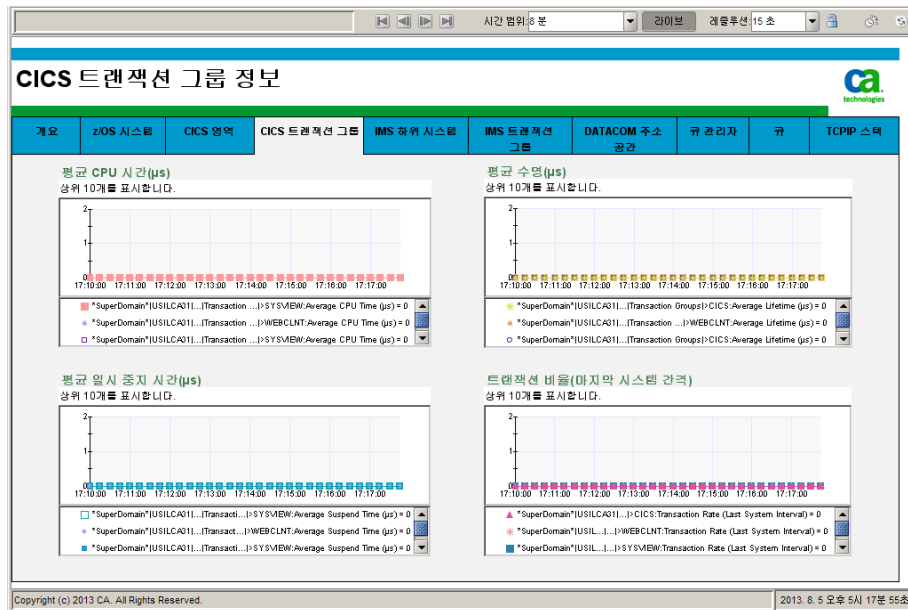 시간 범위:8 분 라이브 레졸루션:15 초
CICS 트랜잭션 그룹 정보
ca
technologies
개요 z/OS 시스템 CICS 영역 CICS 트랜잭션 그룹 IMS 하위 시스템 IMS 트랜잭션 그룹 DATACOM 주소 공간 큐 관리자 큐 TCPIP 스택
평균 CPU 시간(µs)
상위 10개를 표시합니다.
2
1
0
17:10:00 17:11:00 17:12:00 17:13:00 17:14:00 17:15:00 17:16:00 17:17:00
*SuperDomain*|USILCA31|...|Transaction ...|>SYSVIEW:Average CPU Time (µs) = 0
*SuperDomain*|USILCA31|...|Transaction ...|>WEBCLNT:Average CPU Time (µs) = 0
*SuperDomain*|USILCA31|...|Transaction ...|>SYSVIEW:Average CPU Time (µs) = 0
평균 수명(µs)
상위 10개를 표시합니다.
2
1
0
17:10:00 17:11:00 17:12:00 17:13:00 17:14:00 17:15:00 17:16:00 17:17:00
*SuperDomain*|USILCA31|...|Transaction Groups|>CICS:Average Lifetime (µs) = 0
*SuperDomain*|USILCA31|...|Transaction ...|>WEBCLNT:Average Lifetime (µs) = 0
*SuperDomain*|USILCA31|...|Transaction Groups|>CICS:Average Lifetime (µs) = 0
평균 일시 중지 시간(µs)
상위 10개를 표시합니다.
2
1
0
17:10:00 17:11:00 17:12:00 17:13:00 17:14:00 17:15:00 17:16:00 17:17:00
*SuperDomain*|USILCA31|...|Transacti...|>SYSVIEW:Average Suspend Time (µs) = 0
*SuperDomain*|USILCA31|...|Transact...|>WEBCLNT:Average Suspend Time (µs) = 0
*SuperDomain*|USILCA31|...|Transacti...|>SYSVIEW:Average Suspend Time (µs) = 0
트랜잭션 비율(마지막 시스템 간격)
상위 10개를 표시합니다.
2
1
0
17:10:00 17:11:00 17:12:00 17:13:00 17:14:00 17:15:00 17:16:00 17:17:00
*SuperDomain*|USILCA31|...|...|>CICS:Transaction Rate (Last System Interval) = 0
*SuperDomain*|USIL...|...|>WEBCLNT:Transaction Rate (Last System Interval) = 0
*SuperDomain*|USIL...|...|>SYSVIEW:Transaction Rate (Last System Interval) = 0
Copyright (c) 2013 CA. All Rights Reserved. 2013. 8. 5 오후 5시 17분 55초